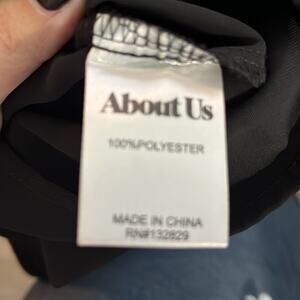 About Us
100%POLYESTER
MADE IN CHINA
RN#132829